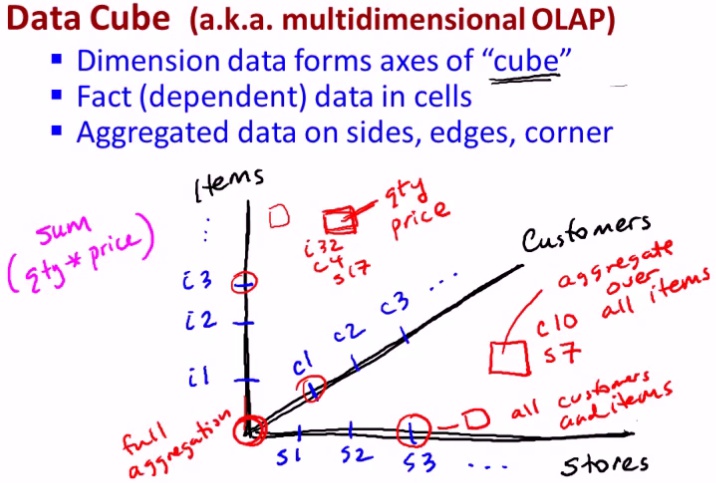 Data Cube (a.k.a. multidimensional OLAP)
▪ Dimension data forms axes of “cube”
▪ Fact (dependent) data in cells
▪ Aggregated data on sides, edges, corner
Items
qty
price
sum
(qty * price)
i32
c4
s17
Customers
aggregate
over
all items
c10
s7
i3
i2
i1
c1
c2
c3
...
full
aggregation
all customers
and items
s1
s2
s3
...
Stores